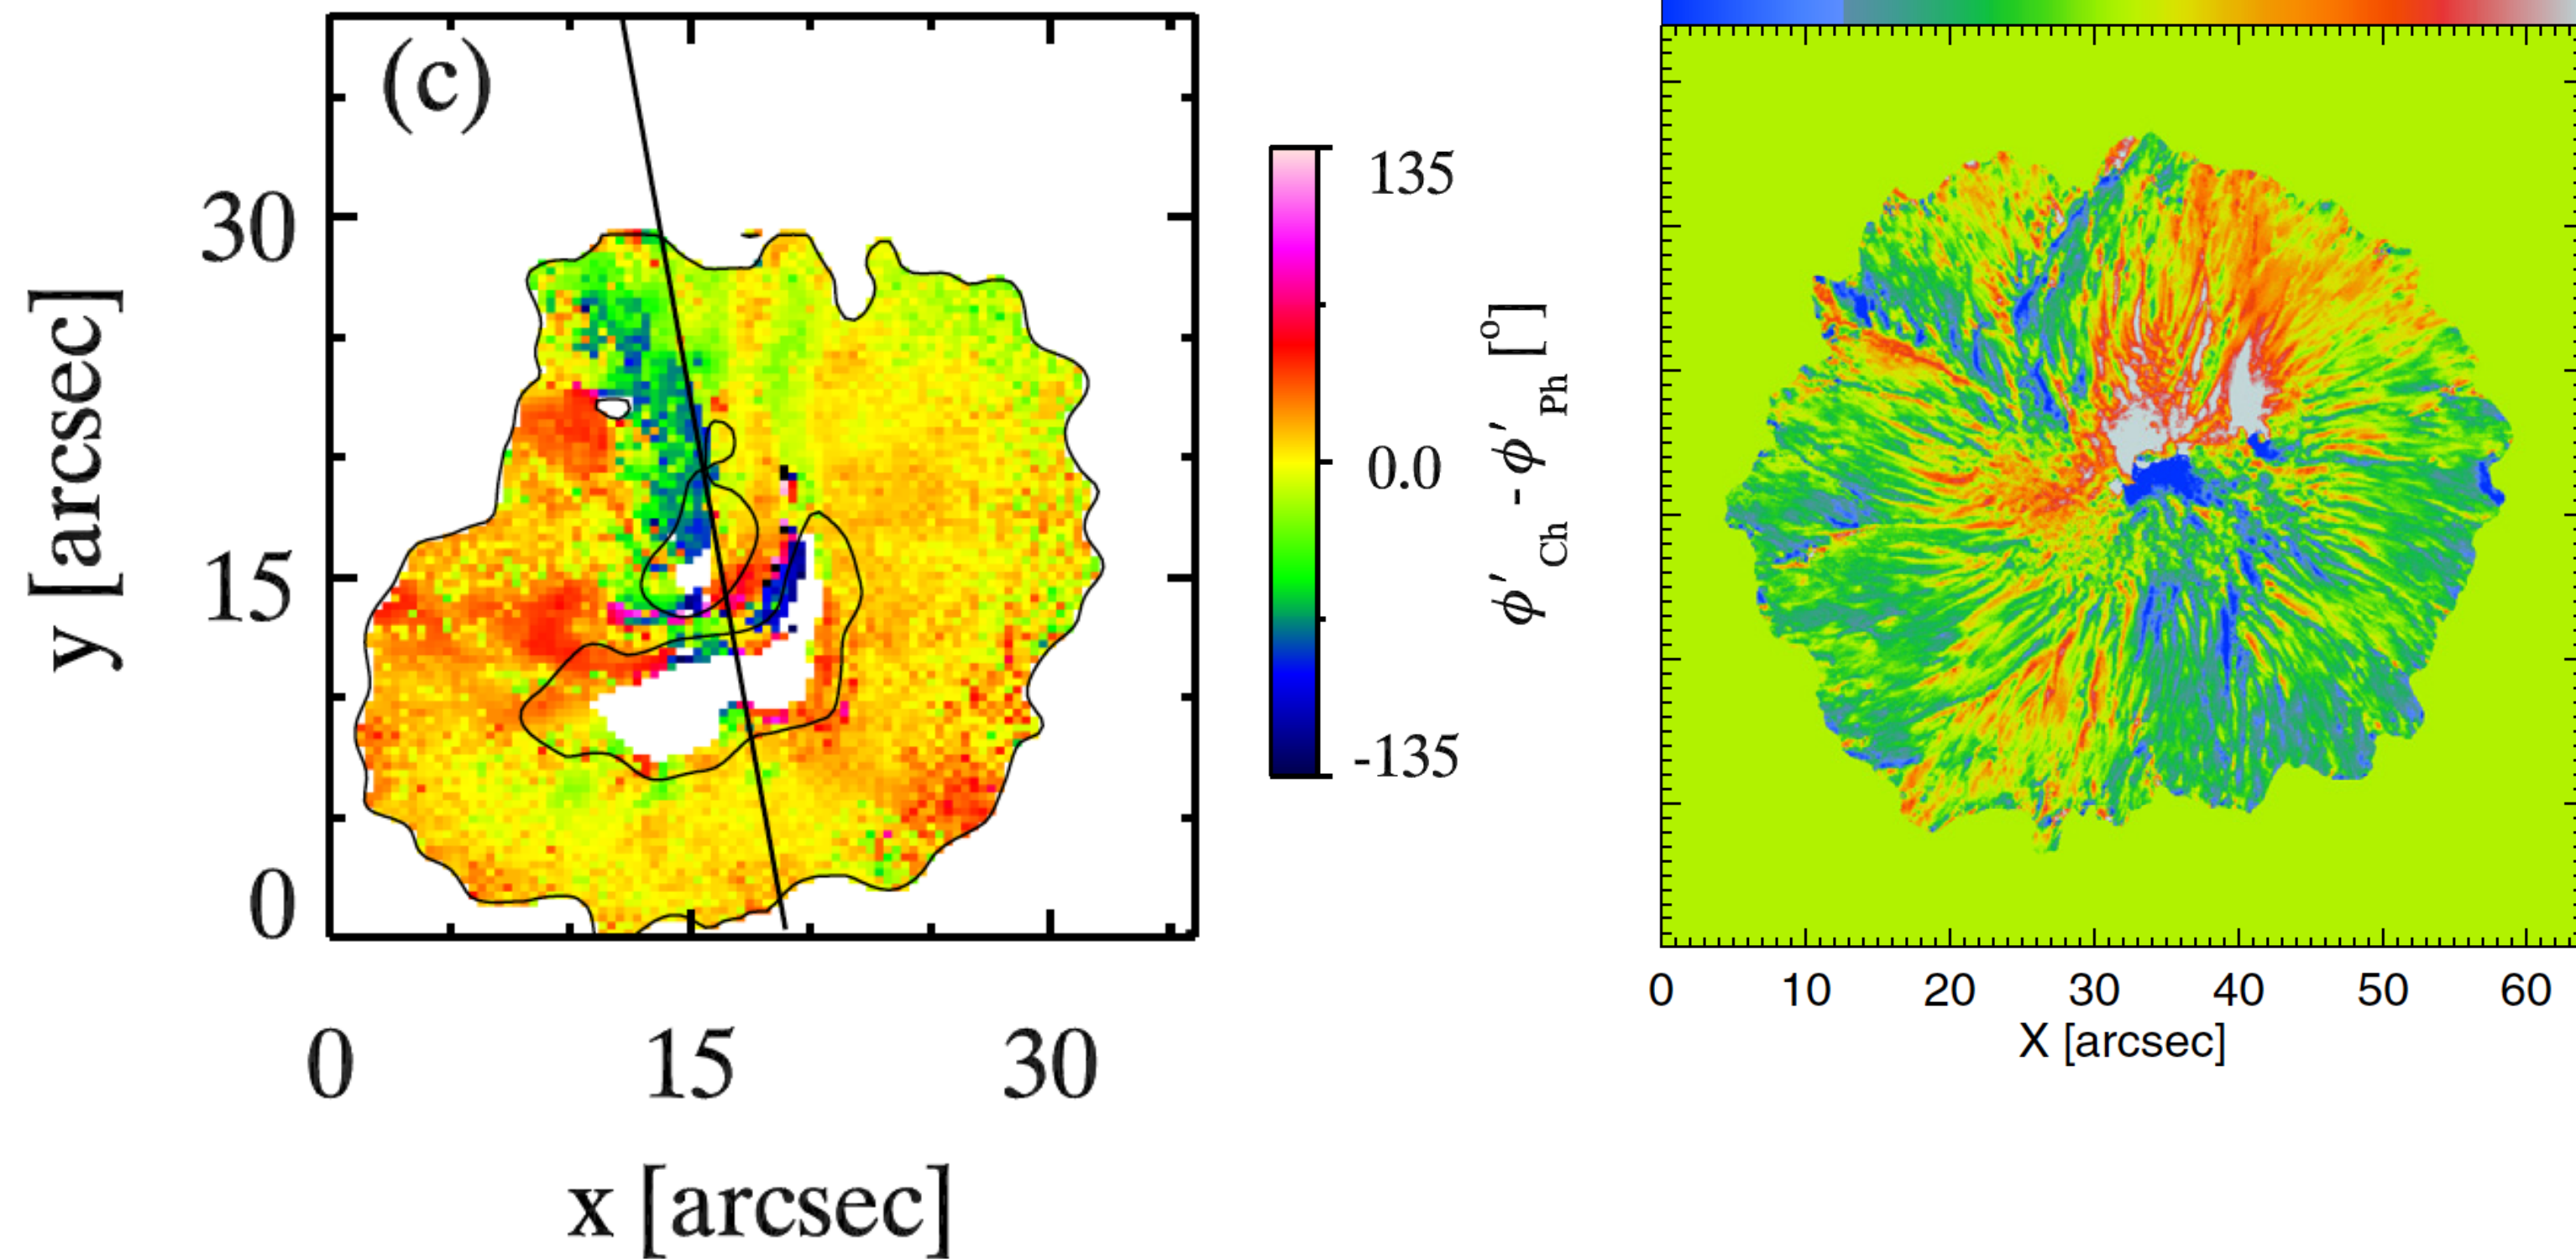 (c)
30
15
0
y [arcsec]
0 15 30
x [arcsec]
135
0.0
-135
ϕ′Ch - ϕ′Ph [o]
0 10 20 30 40 50 60
X [arcsec]